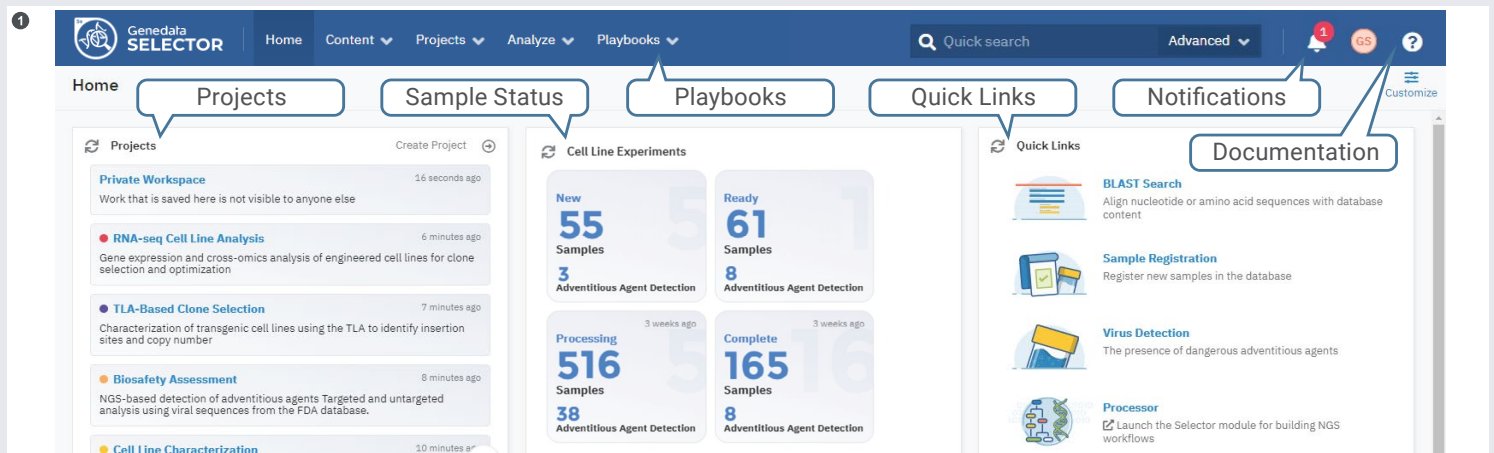 1
Genedata
SELECTOR
Home
Content
Projects
Analyze
Playbooks
Quick search
Advanced
1
GS
?
Home
Projects
Sample Status
Playbooks
Quick Links
Notifications
Customize
Documentation
Projects
Create Project
Private Workspace
16 seconds ago
Work that is saved here is not visible to anyone else
RNA-seq Cell Line Analysis
6 minutes ago
Gene expression and cross-omics analysis of engineered cell lines for clone
selection and optimization
TLA-Based Clone Selection
7 minutes ago
Characterization of transgenic cell lines using the TLA to identify insertion
sites and copy number
Biosafety Assessment
8 minutes ago
NGS-based detection of adventitious agents Targeted and untargeted
analysis using viral sequences from the FDA database.
Cell Line Characterization
10 minutes
Cell Line Experiments
New
55
Samples
3
Adventitious Agent Detection
Ready
61
Samples
8
Adventitious Agent Detection
3 weeks ago
Processing
516
Samples
38
Adventitious Agent Detection
3 weeks ago
Complete
165
Samples
8
Adventitious Agent Detection
Quick Links
BLAST Search
Align nucleotide or amino acid sequences with database
content
Sample Registration
Register new samples in the database
Virus Detection
The presence of dangerous adventitious agents
Processor
Launch the Selector module for building NGS
workflows